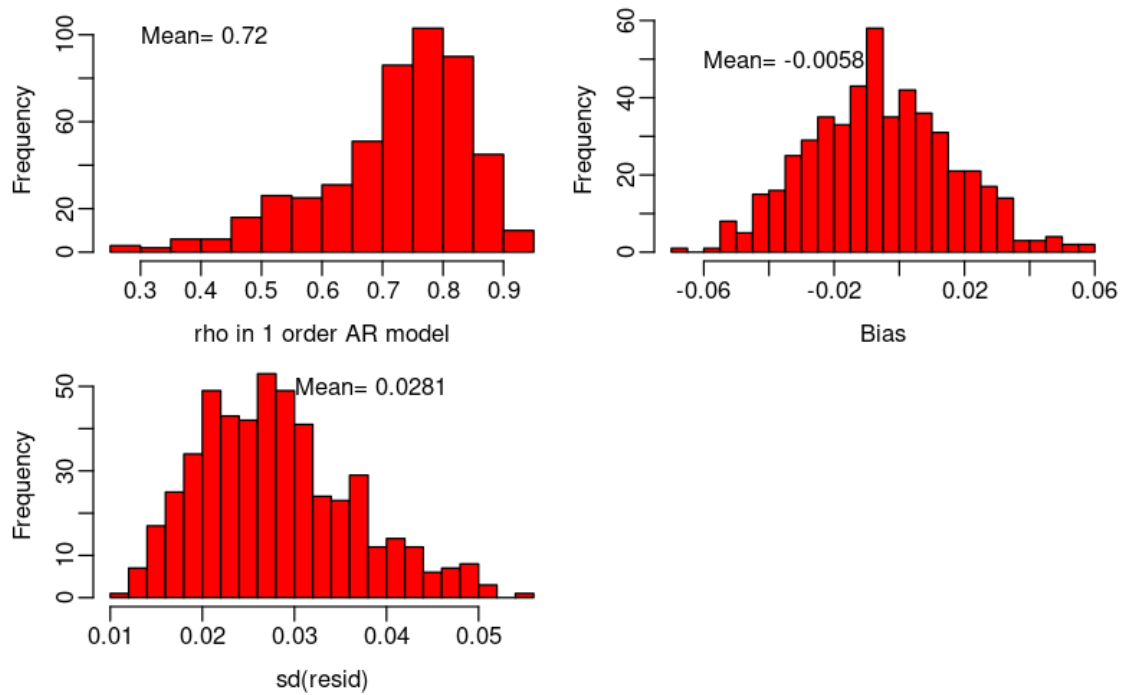 Mean= 0.72
Frequency
0
20
60
100
0.3 0.4 0.5 0.6 0.7 0.8 0.9
rho in 1 order AR model
Mean= -0.0058
Frequency
0
20
40
60
-0.06 -0.02 0.02 0.06
Bias
Mean= 0.0281
Frequency
0
10
30
50
0.01 0.02 0.03 0.04 0.05
sd(resid)